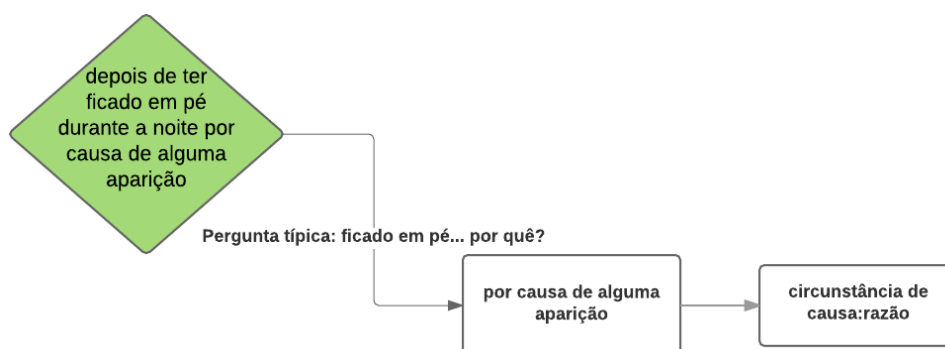 depois de ter
ficado em pé
durante a noite por
causa de alguma
aparição
Pergunta típica: ficado em pé... por quê?
por causa de alguma
aparição
circunstância de
causa:razão